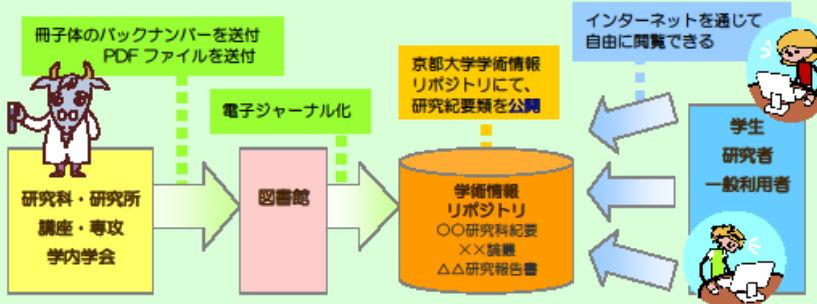 冊子体のバックナンバーを送付
PDF ファイルを送付
電子ジャーナル化
京都大学学術情報
リポジトリにて、
研究紀要類を公開
インターネットを通じて
自由に閲覧できる
研究科・研究所
講座・専攻
学内学会
図書館
学術情報
リポジトリ
〇〇研究科紀要
××論叢
△△研究報告書
学生
研究者
一般利用者